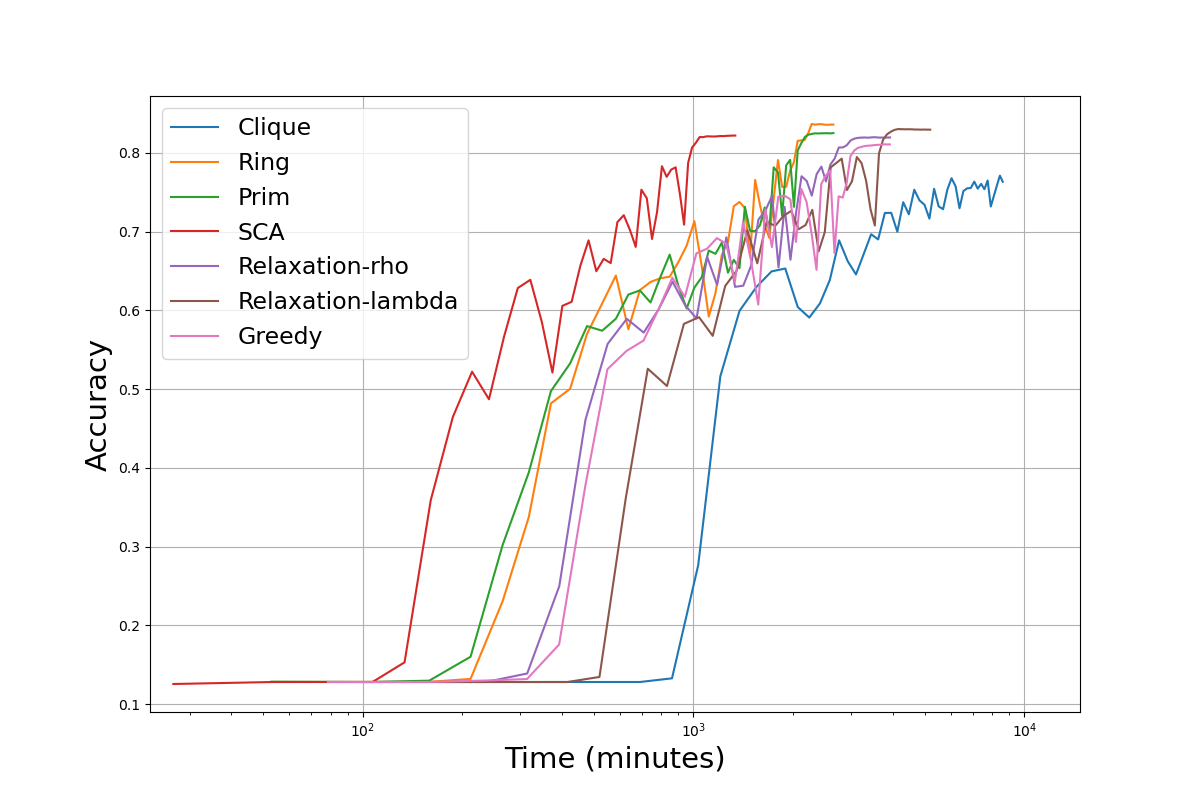 Clique
Ring
Prim
SCA
Relaxation-rho
Relaxation-lambda
Greedy
Accuracy
0.8
0.7
0.6
0.5
0.4
0.3
0.2
0.1
10² 10³ 10⁴
Time (minutes)